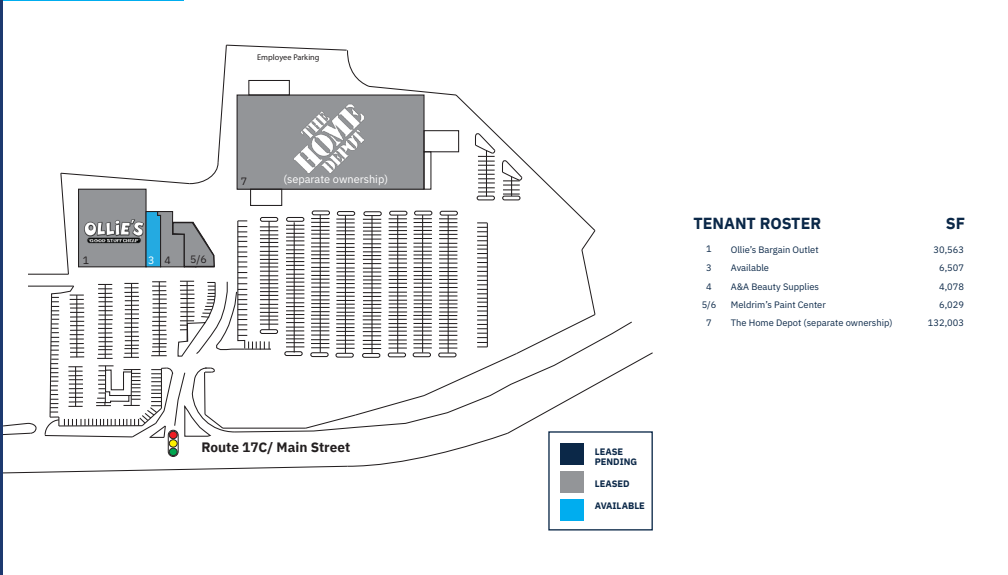 Employee Parking
THE
HOME
DEPOT
(separate ownership)
7
OLLIE'S
GOOD STUFF CHEAP
1
3
4
5/6
Route 17C/ Main Street
TENANT ROSTER SF
1 Ollie's Bargain Outlet 30,563
3 Available 6,507
4 A&A Beauty Supplies 4,078
5/6 Meldrim's Paint Center 6,029
7 The Home Depot (separate ownership) 132,003
LEASE
PENDING
LEASED
AVAILABLE